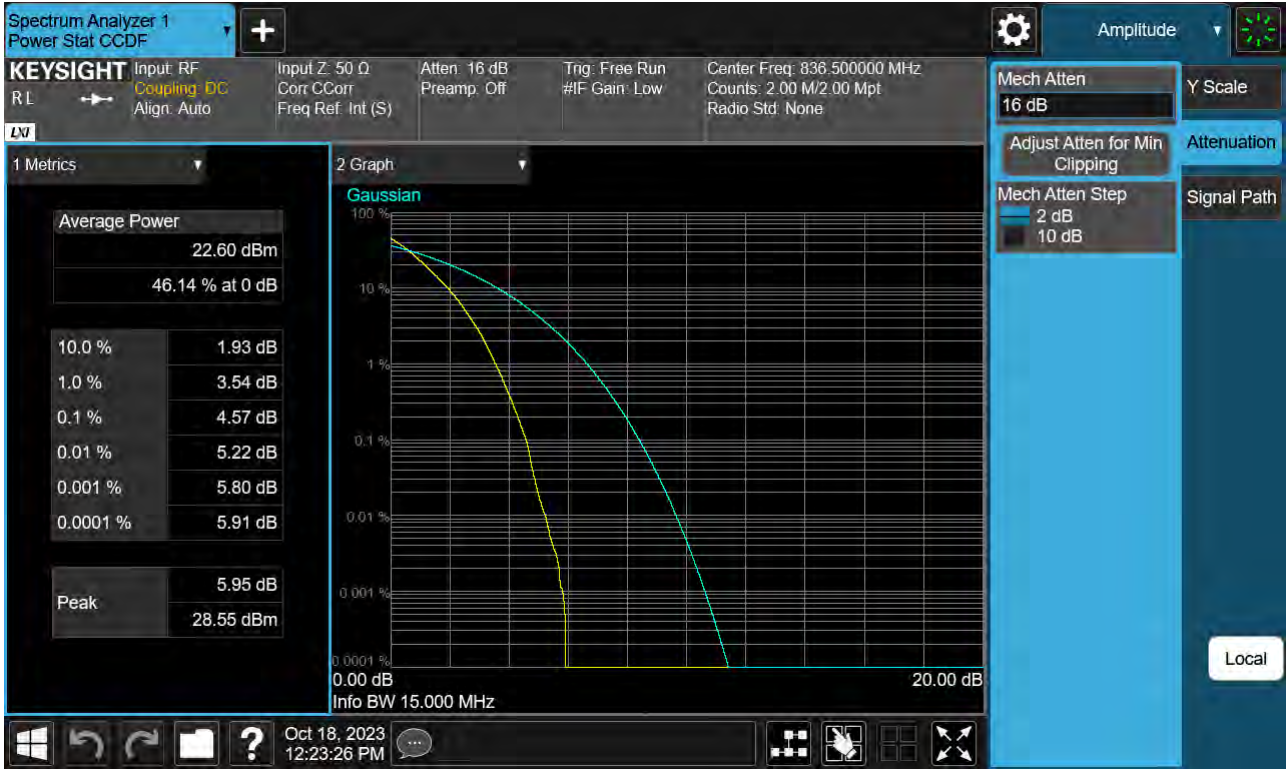 Spectrum Analyzer 1
Power Stat CCDF
+
Amplitude
KEYSIGHT
R L
LXI
Input: RF
Coupling: DC
Align: Auto
Input Z: 50 Ω
Corr CCorr
Freq Ref: Int (S)
Atten: 16 dB
Preamp: Off
Trig: Free Run
#IF Gain: Low
Center Freq: 836.500000 MHz
Counts: 2.00 M/2.00 Mpt
Radio Std: None
1 Metrics
Average Power
22.60 dBm
46.14 % at 0 dB
10.0 % 1.93 dB
1.0 % 3.54 dB
0.1 % 4.57 dB
0.01 % 5.22 dB
0.001 % 5.80 dB
0.0001 % 5.91 dB
Peak
5.95 dB
28.55 dBm
2 Graph
Gaussian
100 %
10 %
1 %
0.1 %
0.01 %
0.001 %
0.0001 %
0.00 dB 20.00 dB
Info BW 15.000 MHz
Mech Atten
16 dB
Adjust Atten for Min
Clipping
Mech Atten Step
2 dB
10 dB
Y Scale
Attenuation
Signal Path
Local
?
Oct 18, 2023
12:23:26 PM